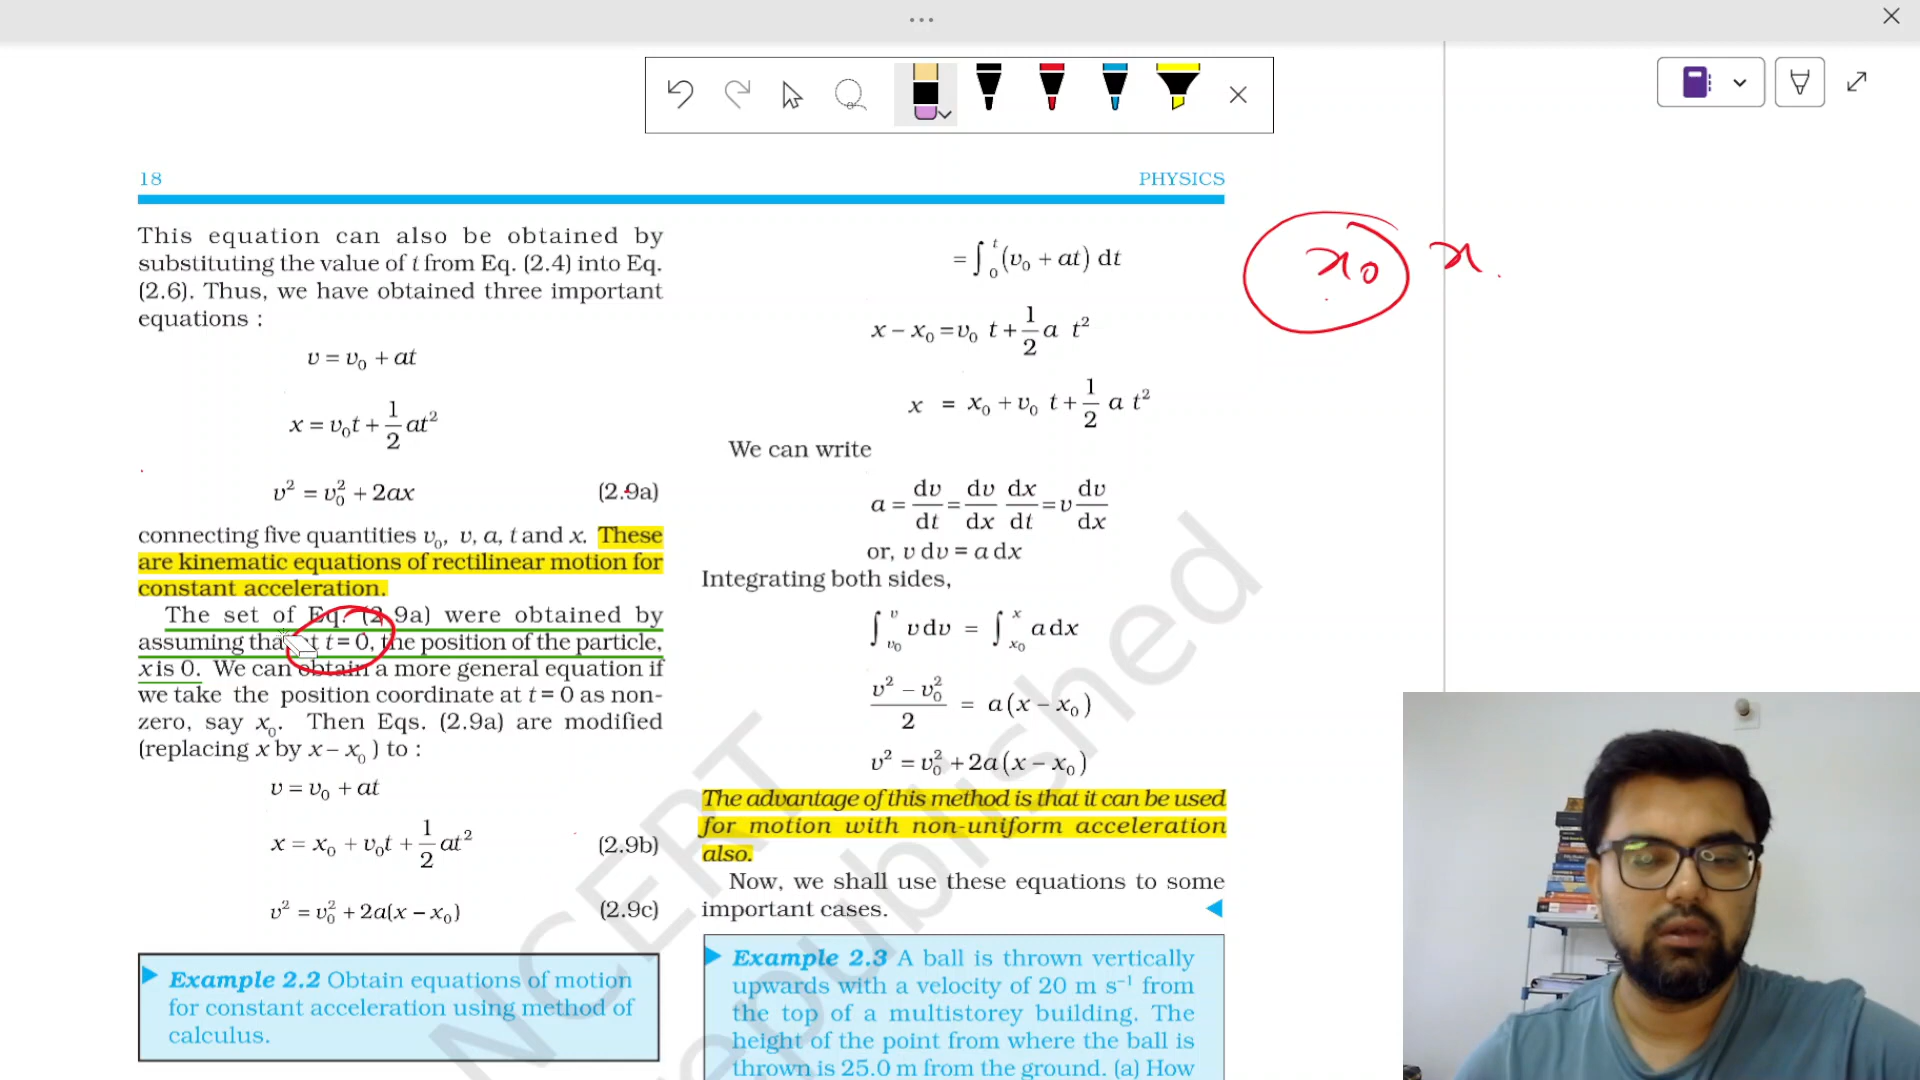 ...
18
PHYSICS
This equation can also be obtained by
substituting the value of t from Eq. (2.4) into Eq.
(2.6). Thus, we have obtained three important
equations :
v = v₀ + at
x = v₀t + 1/2 at²
v² = v₀² + 2ax (2.9a)
connecting five quantities v₀, v, a, t and x. These
are kinematic equations of rectilinear motion for
constant acceleration.
The set of Eq. (2.9a) were obtained by
assuming that at t = 0, the position of the particle,
x is 0. We can obtain a more general equation if
we take the position coordinate at t = 0 as non-
zero, say x₀. Then Eqs. (2.9a) are modified
(replacing x by x – x₀ ) to :
v = v₀ + at
x = x₀ + v₀t + 1/2 at² (2.9b)
v² = v₀² + 2a(x – x₀) (2.9c)
Example 2.2 Obtain equations of motion
for constant acceleration using method of
calculus.
= ∫₀ᵗ (v₀ + at) dt
x – x₀ = v₀ t + 1/2 a t²
x = x₀ + v₀ t + 1/2 a t²
We can write
a = dv/dt = dv/dx dx/dt = v dv/dx
or, v dv = a dx
Integrating both sides,
∫_{v₀}^{v} v dv = ∫_{x₀}^{x} a dx
(v² – v₀²)/2 = a (x – x₀)
v² = v₀² + 2a (x – x₀)
The advantage of this method is that it can be used
for motion with non-uniform acceleration
also.
Now, we shall use these equations to some
important cases.
Example 2.3 A ball is thrown vertically
upwards with a velocity of 20 m s⁻¹ from
the top of a multistorey building. The
height of the point from where the ball is
thrown is 25.0 m from the ground. (a) How
x₀ x
NCERT
republished